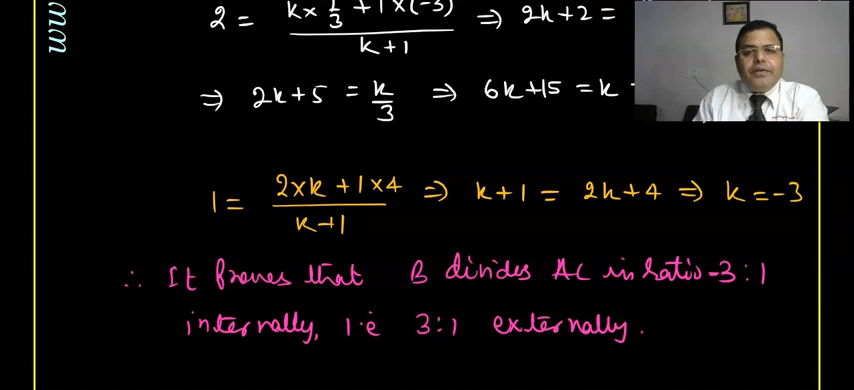 www
2 = (k × 1/3 + 1 × (-3)) / (k+1) ⇒ 2k+2 =
⇒ 2k+5 = k/3 ⇒ 6k+15 = k
1 = (2×k + 1×4) / (k+1) ⇒ k+1 = 2k+4 ⇒ k = -3
∴ It proves that B divides AC in ratio -3:1
internally, i.e 3:1 externally.